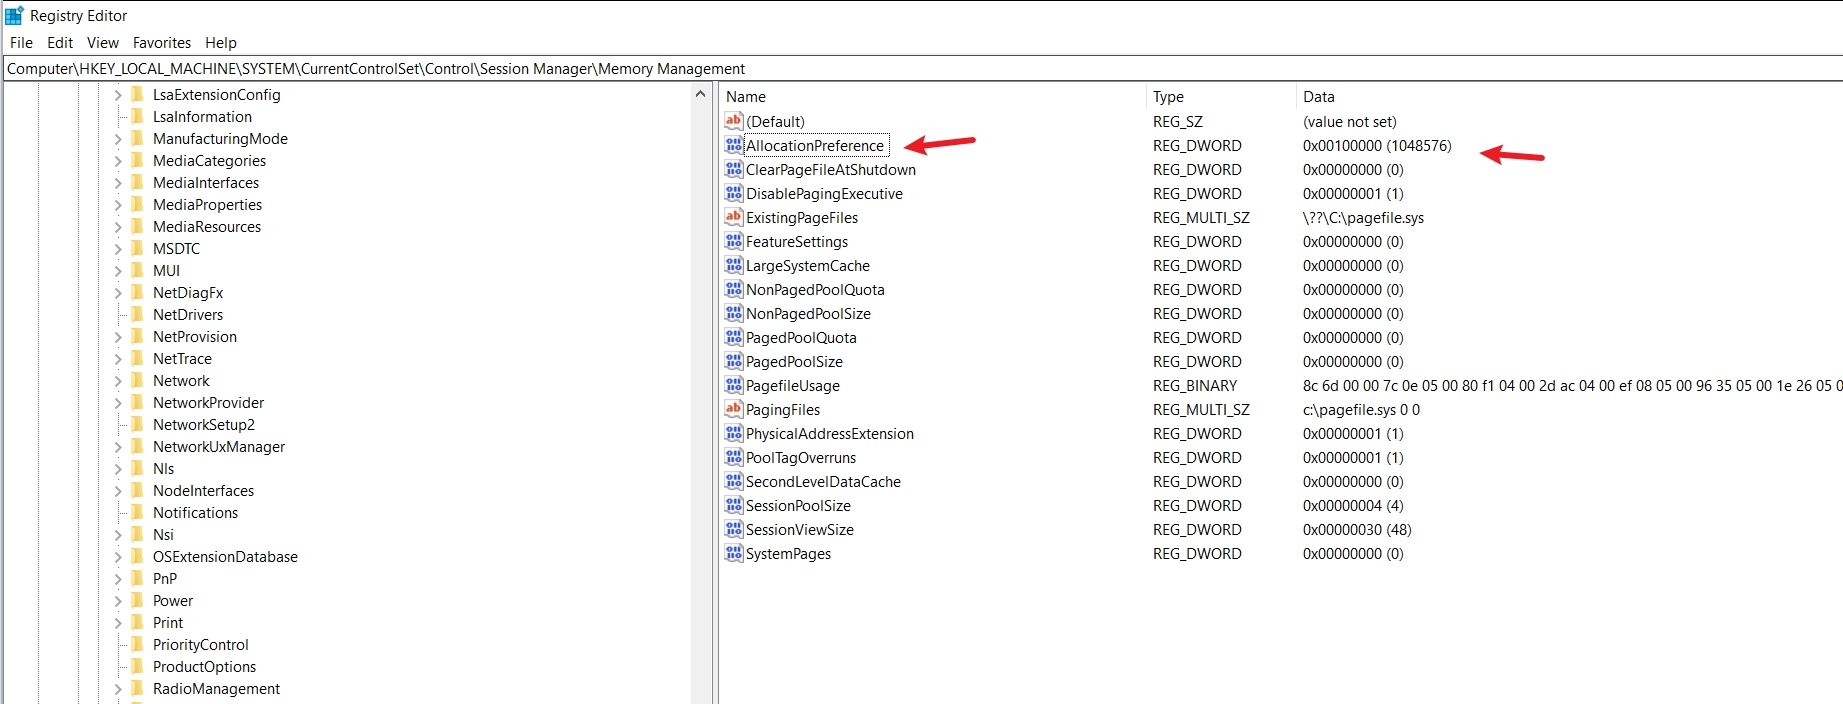 Registry Editor
File Edit View Favorites Help
Computer\HKEY_LOCAL_MACHINE\SYSTEM\CurrentControlSet\Control\Session Manager\Memory Management
LsaExtensionConfig
LsaInformation
ManufacturingMode
MediaCategories
MediaInterfaces
MediaProperties
MediaResources
MSDTC
MUI
NetDiagFx
NetDrivers
NetProvision
NetTrace
Network
NetworkProvider
NetworkSetup2
NetworkUxManager
Nls
NodeInterfaces
Notifications
Nsi
OSExtensionDatabase
PnP
Power
Print
PriorityControl
ProductOptions
RadioManagement
Name Type Data
(Default) REG_SZ (value not set)
AllocationPreference REG_DWORD 0x00100000 (1048576)
ClearPageFileAtShutdown REG_DWORD 0x00000000 (0)
DisablePagingExecutive REG_DWORD 0x00000001 (1)
ExistingPageFiles REG_MULTI_SZ \??\C:\pagefile.sys
FeatureSettings REG_DWORD 0x00000000 (0)
LargeSystemCache REG_DWORD 0x00000000 (0)
NonPagedPoolQuota REG_DWORD 0x00000000 (0)
NonPagedPoolSize REG_DWORD 0x00000000 (0)
PagedPoolQuota REG_DWORD 0x00000000 (0)
PagedPoolSize REG_DWORD 0x00000000 (0)
PagefileUsage REG_BINARY 8c 6d 00 00 7c 0e 05 00 80 f1 04 00 2d ac 04 00 ef 08 05 00 96 35 05 00 1e 26 05 0
PagingFiles REG_MULTI_SZ c:\pagefile.sys 0 0
PhysicalAddressExtension REG_DWORD 0x00000001 (1)
PoolTagOverruns REG_DWORD 0x00000001 (1)
SecondLevelDataCache REG_DWORD 0x00000000 (0)
SessionPoolSize REG_DWORD 0x00000004 (4)
SessionViewSize REG_DWORD 0x00000030 (48)
SystemPages REG_DWORD 0x00000000 (0)